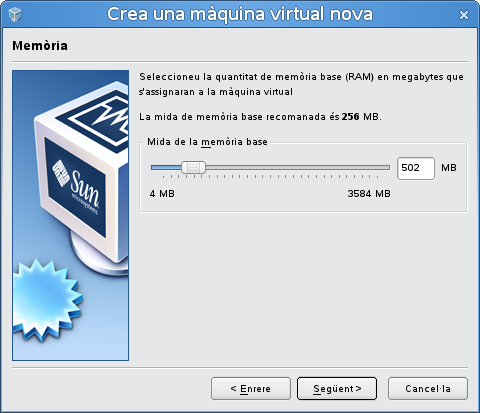 Crea una màquina virtual nova
Memòria
Seleccioneu la quantitat de memòria base (RAM) en megabytes que
s'assignaran a la màquina virtual
La mida de memòria base recomanada és 256 MB.
Mida de la memòria base
502 MB
4 MB 3584 MB
Sun
microsystems
< Enrere Següent > Cancel·la